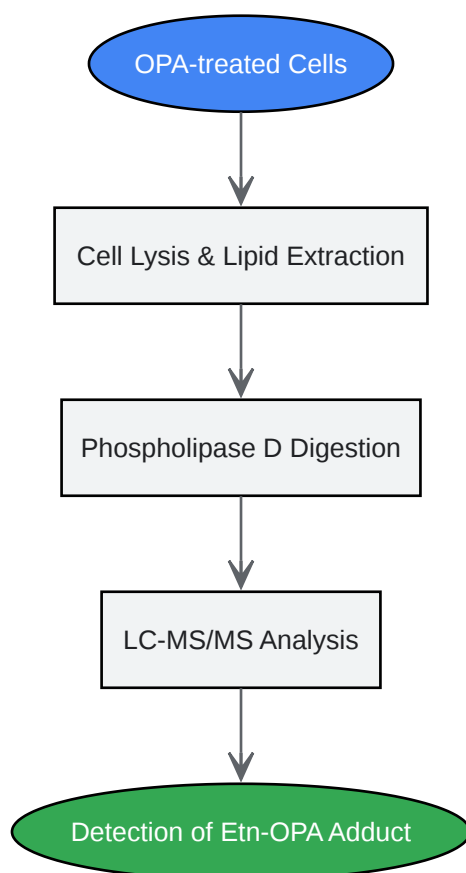 OPA-treated Cells
Cell Lysis & Lipid Extraction
Phospholipase D Digestion
LC-MS/MS Analysis
Detection of Etn-OPA Adduct